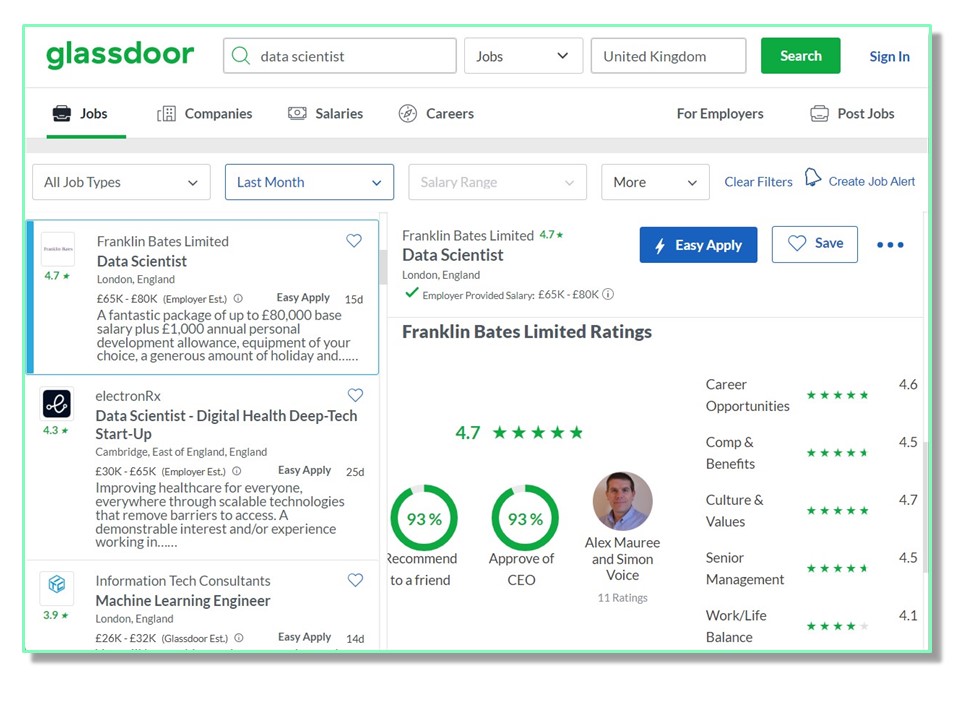 glassdoor
data scientist
Jobs
United Kingdom
Search
Sign In
Jobs
Companies
Salaries
Careers
For Employers
Post Jobs
All Job Types
Last Month
Salary Range
More
Clear Filters
Create Job Alert
Franklin Bates
4.7 ★
Franklin Bates Limited
Data Scientist
London, England
£65K - £80K (Employer Est.)
Easy Apply
15d
A fantastic package of up to £80,000 base
salary plus £1,000 annual personal
development allowance, equipment of your
choice, a generous amount of holiday and......
4.3 ★
electronRx
Data Scientist - Digital Health Deep-Tech
Start-Up
Cambridge, East of England, England
£30K - £65K (Employer Est.)
Easy Apply
25d
Improving healthcare for everyone,
everywhere through scalable technologies
that remove barriers to access. A
demonstrable interest and/or experience
working in......
3.9 ★
Information Tech Consultants
Machine Learning Engineer
London, England
£26K - £32K (Glassdoor Est.)
Easy Apply
14d
Franklin Bates Limited 4.7 ★
Data Scientist
London, England
Employer Provided Salary: £65K - £80K
Easy Apply
Save
Franklin Bates Limited Ratings
4.7 ★★★★★
93 %
Recommend
to a friend
93 %
Approve of
CEO
Alex Mauree
and Simon
Voice
11 Ratings
Career
Opportunities
4.6
Comp &
Benefits
4.5
Culture &
Values
4.7
Senior
Management
4.5
Work/Life
Balance
4.1